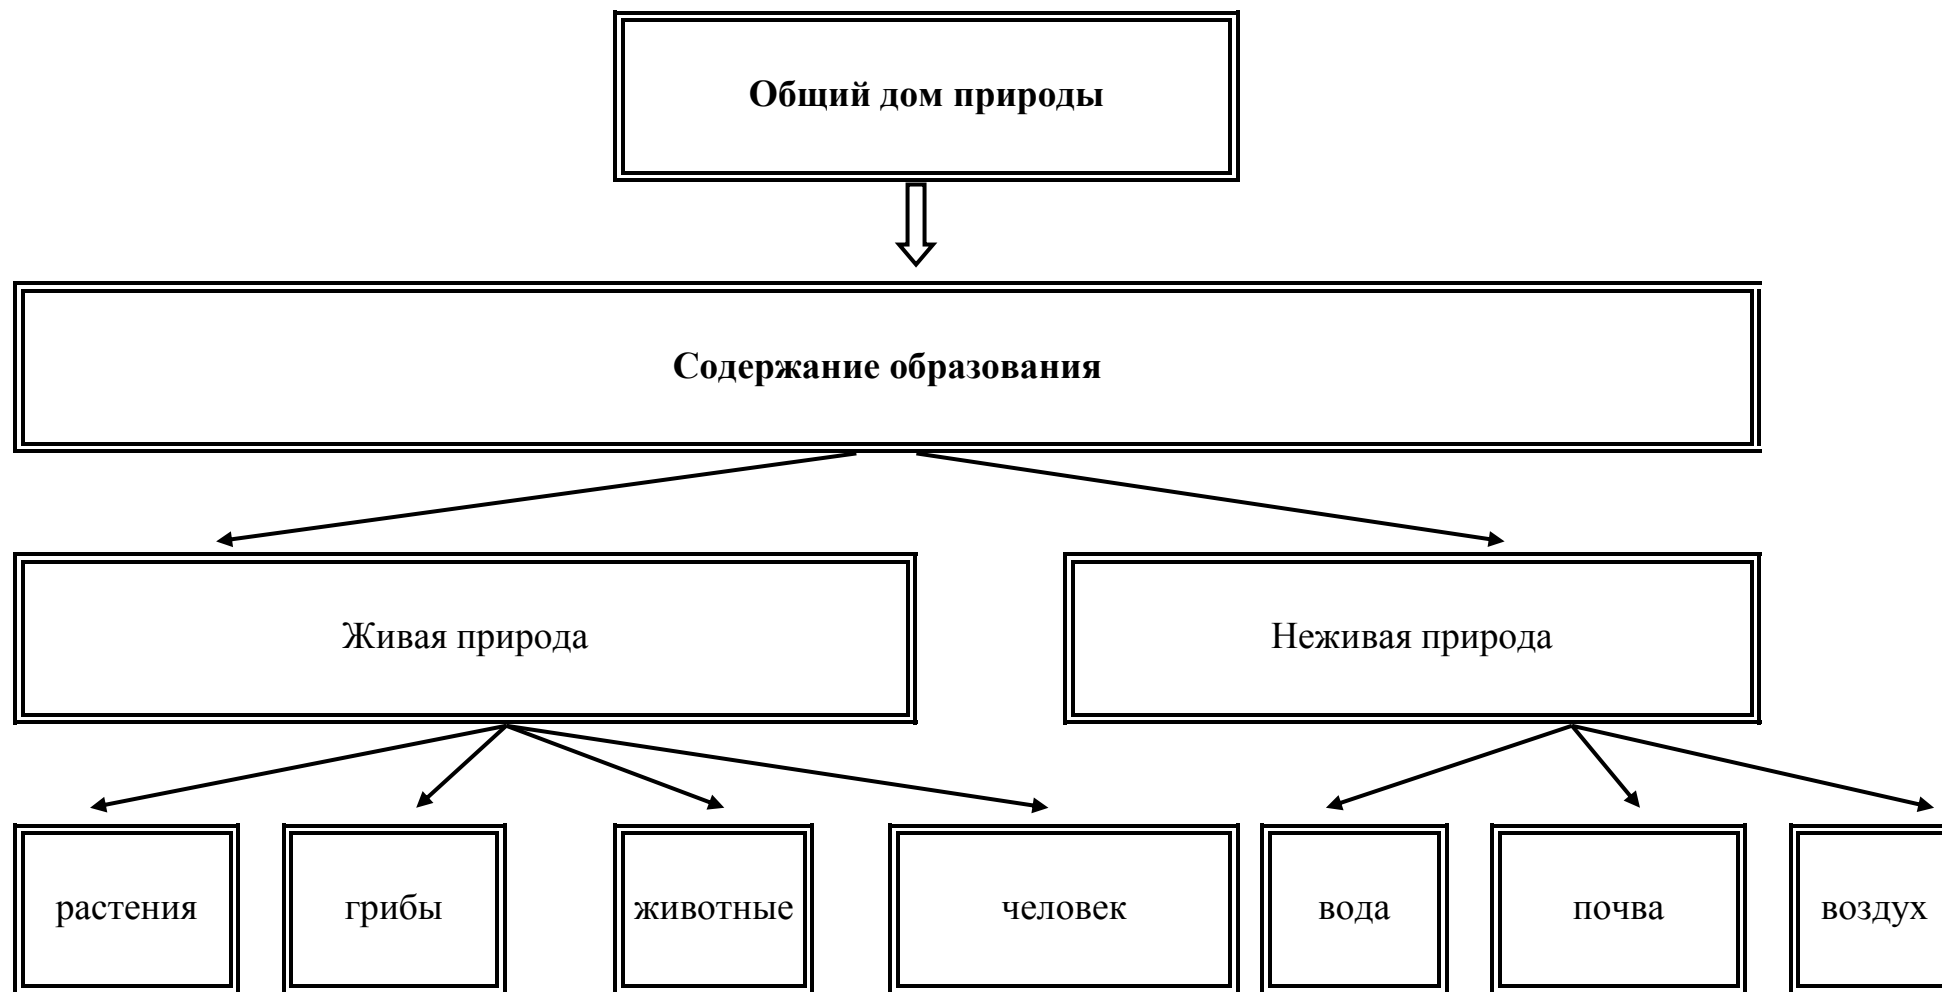 Общий дом природы
Содержание образования
Живая природа
Неживая природа
растения
грибы
животные
человек
вода
почва
воздух